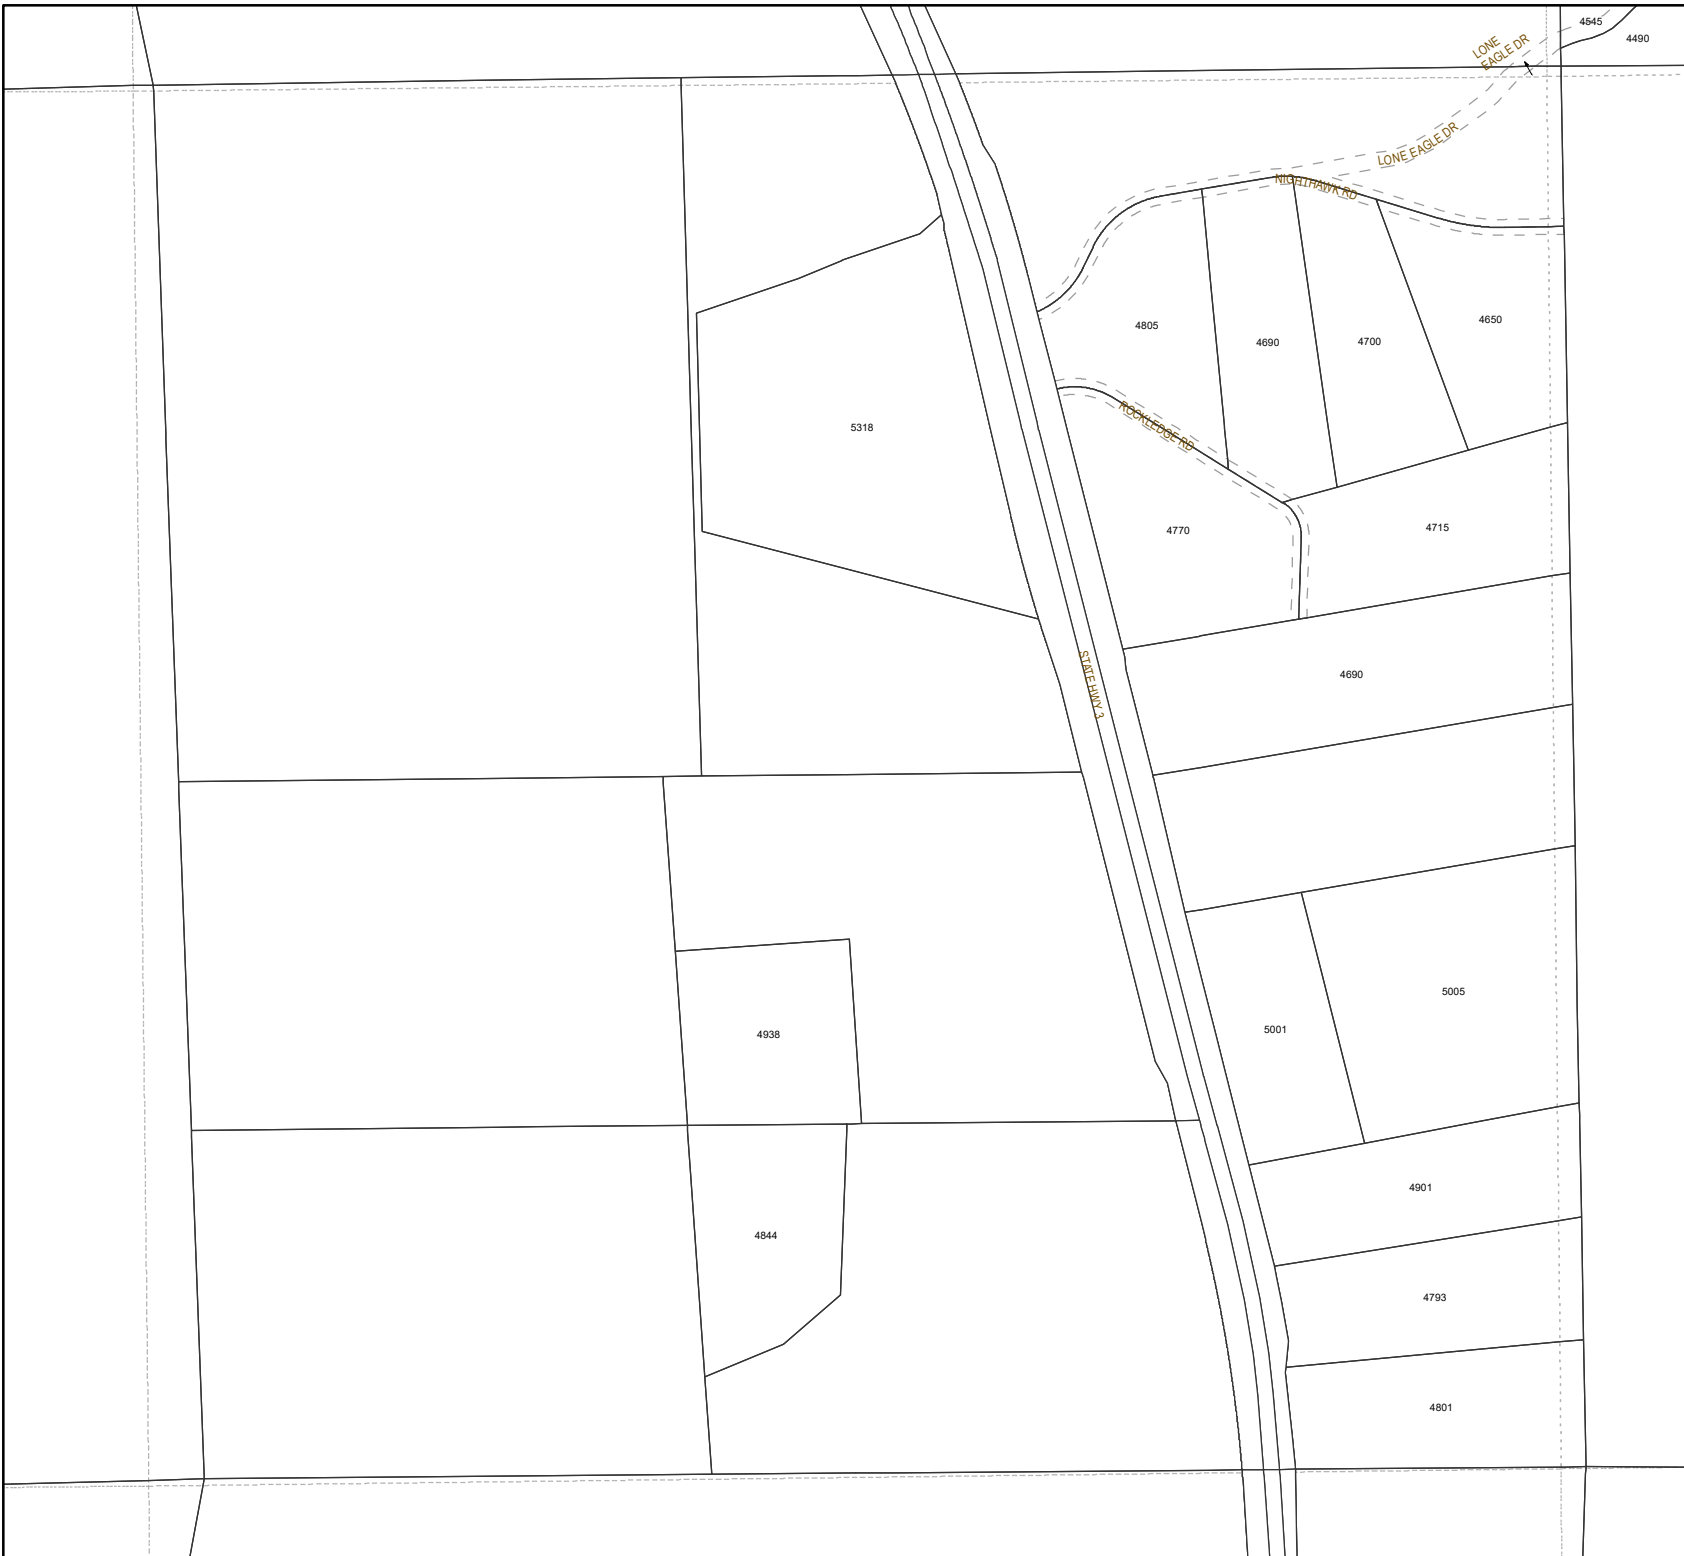 4545
4490
LONE
EAGLE DR
LONE EAGLE DR
NIGHTHAWK RD
4805
4690
4700
4650
ROCKLEDGE RD
5318
4770
4715
STATE HWY 3
4690
5005
5001
4938
4901
4844
4793
4801